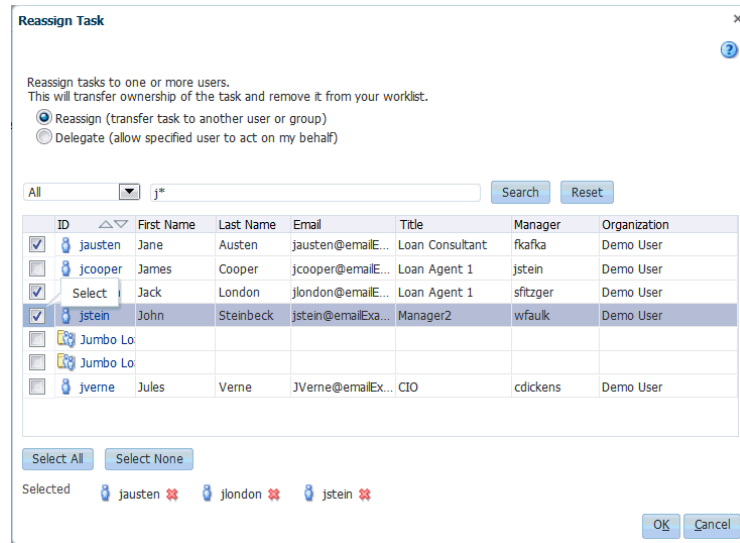 Reassign Task
x
?
Reassign tasks to one or more users.
This will transfer ownership of the task and remove it from your worklist.
Reassign (transfer task to another user or group)
Delegate (allow specified user to act on my behalf)
All j* Search Reset
ID First Name Last Name Email Title Manager Organization
jausten Jane Austen jausten@emailE... Loan Consultant fkafka Demo User
jcooper James Cooper jcooper@emailE... Loan Agent 1 jstein Demo User
Select Jack London jlondon@emailE... Loan Agent 1 sfitzger Demo User
jstein John Steinbeck jstein@emailExa... Manager2 wfaulk Demo User
Jumbo Lo
Jumbo Lo
jverne Jules Verne JVerne@emailEx... CIO cdickens Demo User
Select All Select None
Selected jausten jlondon jstein
OK Cancel